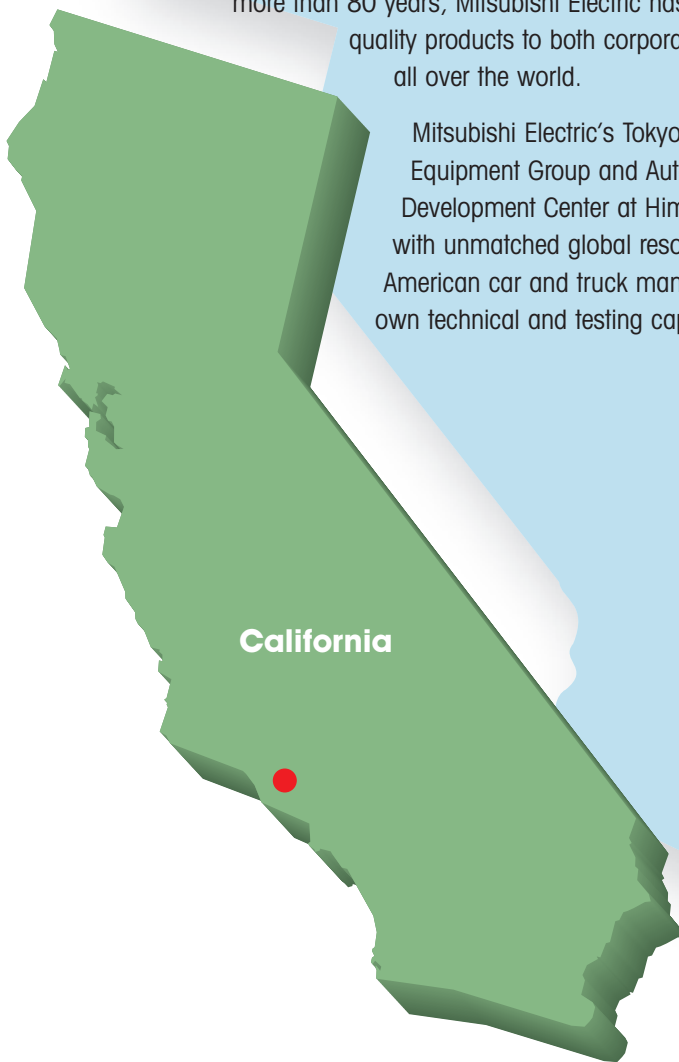 more than 80 years, Mitsubishi Electric has
quality products to both corpora
all over the world.
Mitsubishi Electric's Tokyo
Equipment Group and Aut
Development Center at Him
with unmatched global reso
American car and truck man
own technical and testing cap
California